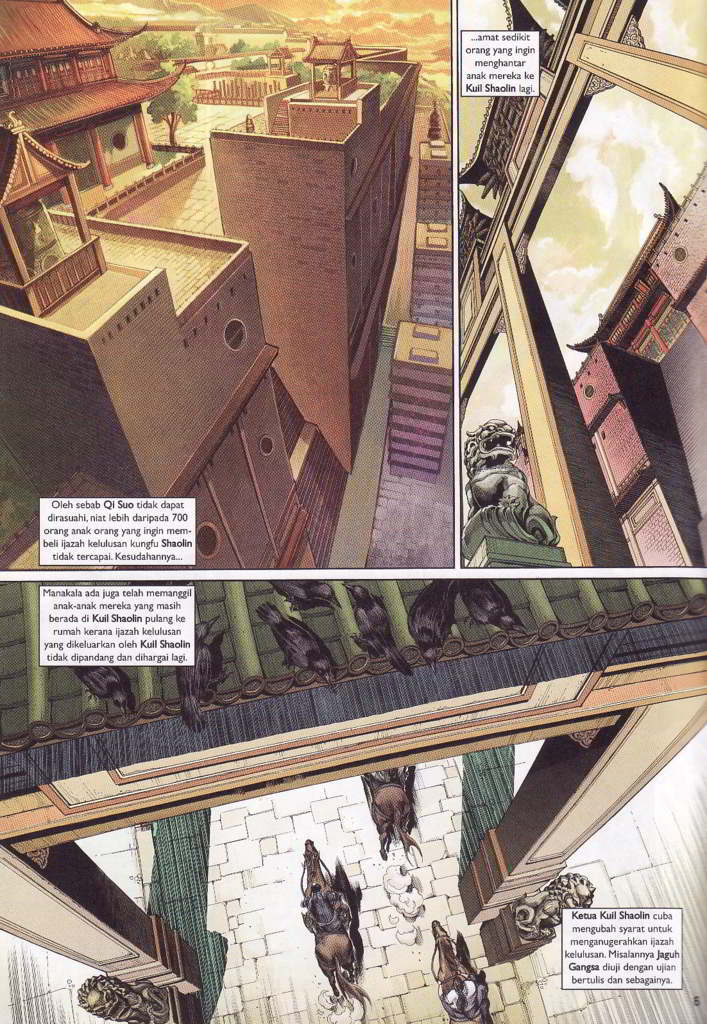 Oleh sebab Qi Suo tidak dapat
dirasuahi, niat lebih daripada 700
orang anak orang yang ingin mem-
beli ijazah kelulusan kungfu Shaolin
tidak tercapai. Kesudahannya...
...amat sedikit
orang yang ingin
menghantar
anak mereka ke
Kuil Shaolin lagi.
Manakala ada juga telah memanggil
anak-anak mereka yang masih
berada di Kuil Shaolin pulang ke
rumah kerana ijazah kelulusan
yang dikeluarkan oleh Kuil Shaolin
tidak dipandang dan dihargai lagi.
Ketua Kuil Shaolin cuba
mengubah syarat untuk
menganugerahkan ijazah
kelulusan. Misalannya Jaguh
Gangsa diuji dengan ujian
bertulis dan sebagainya.